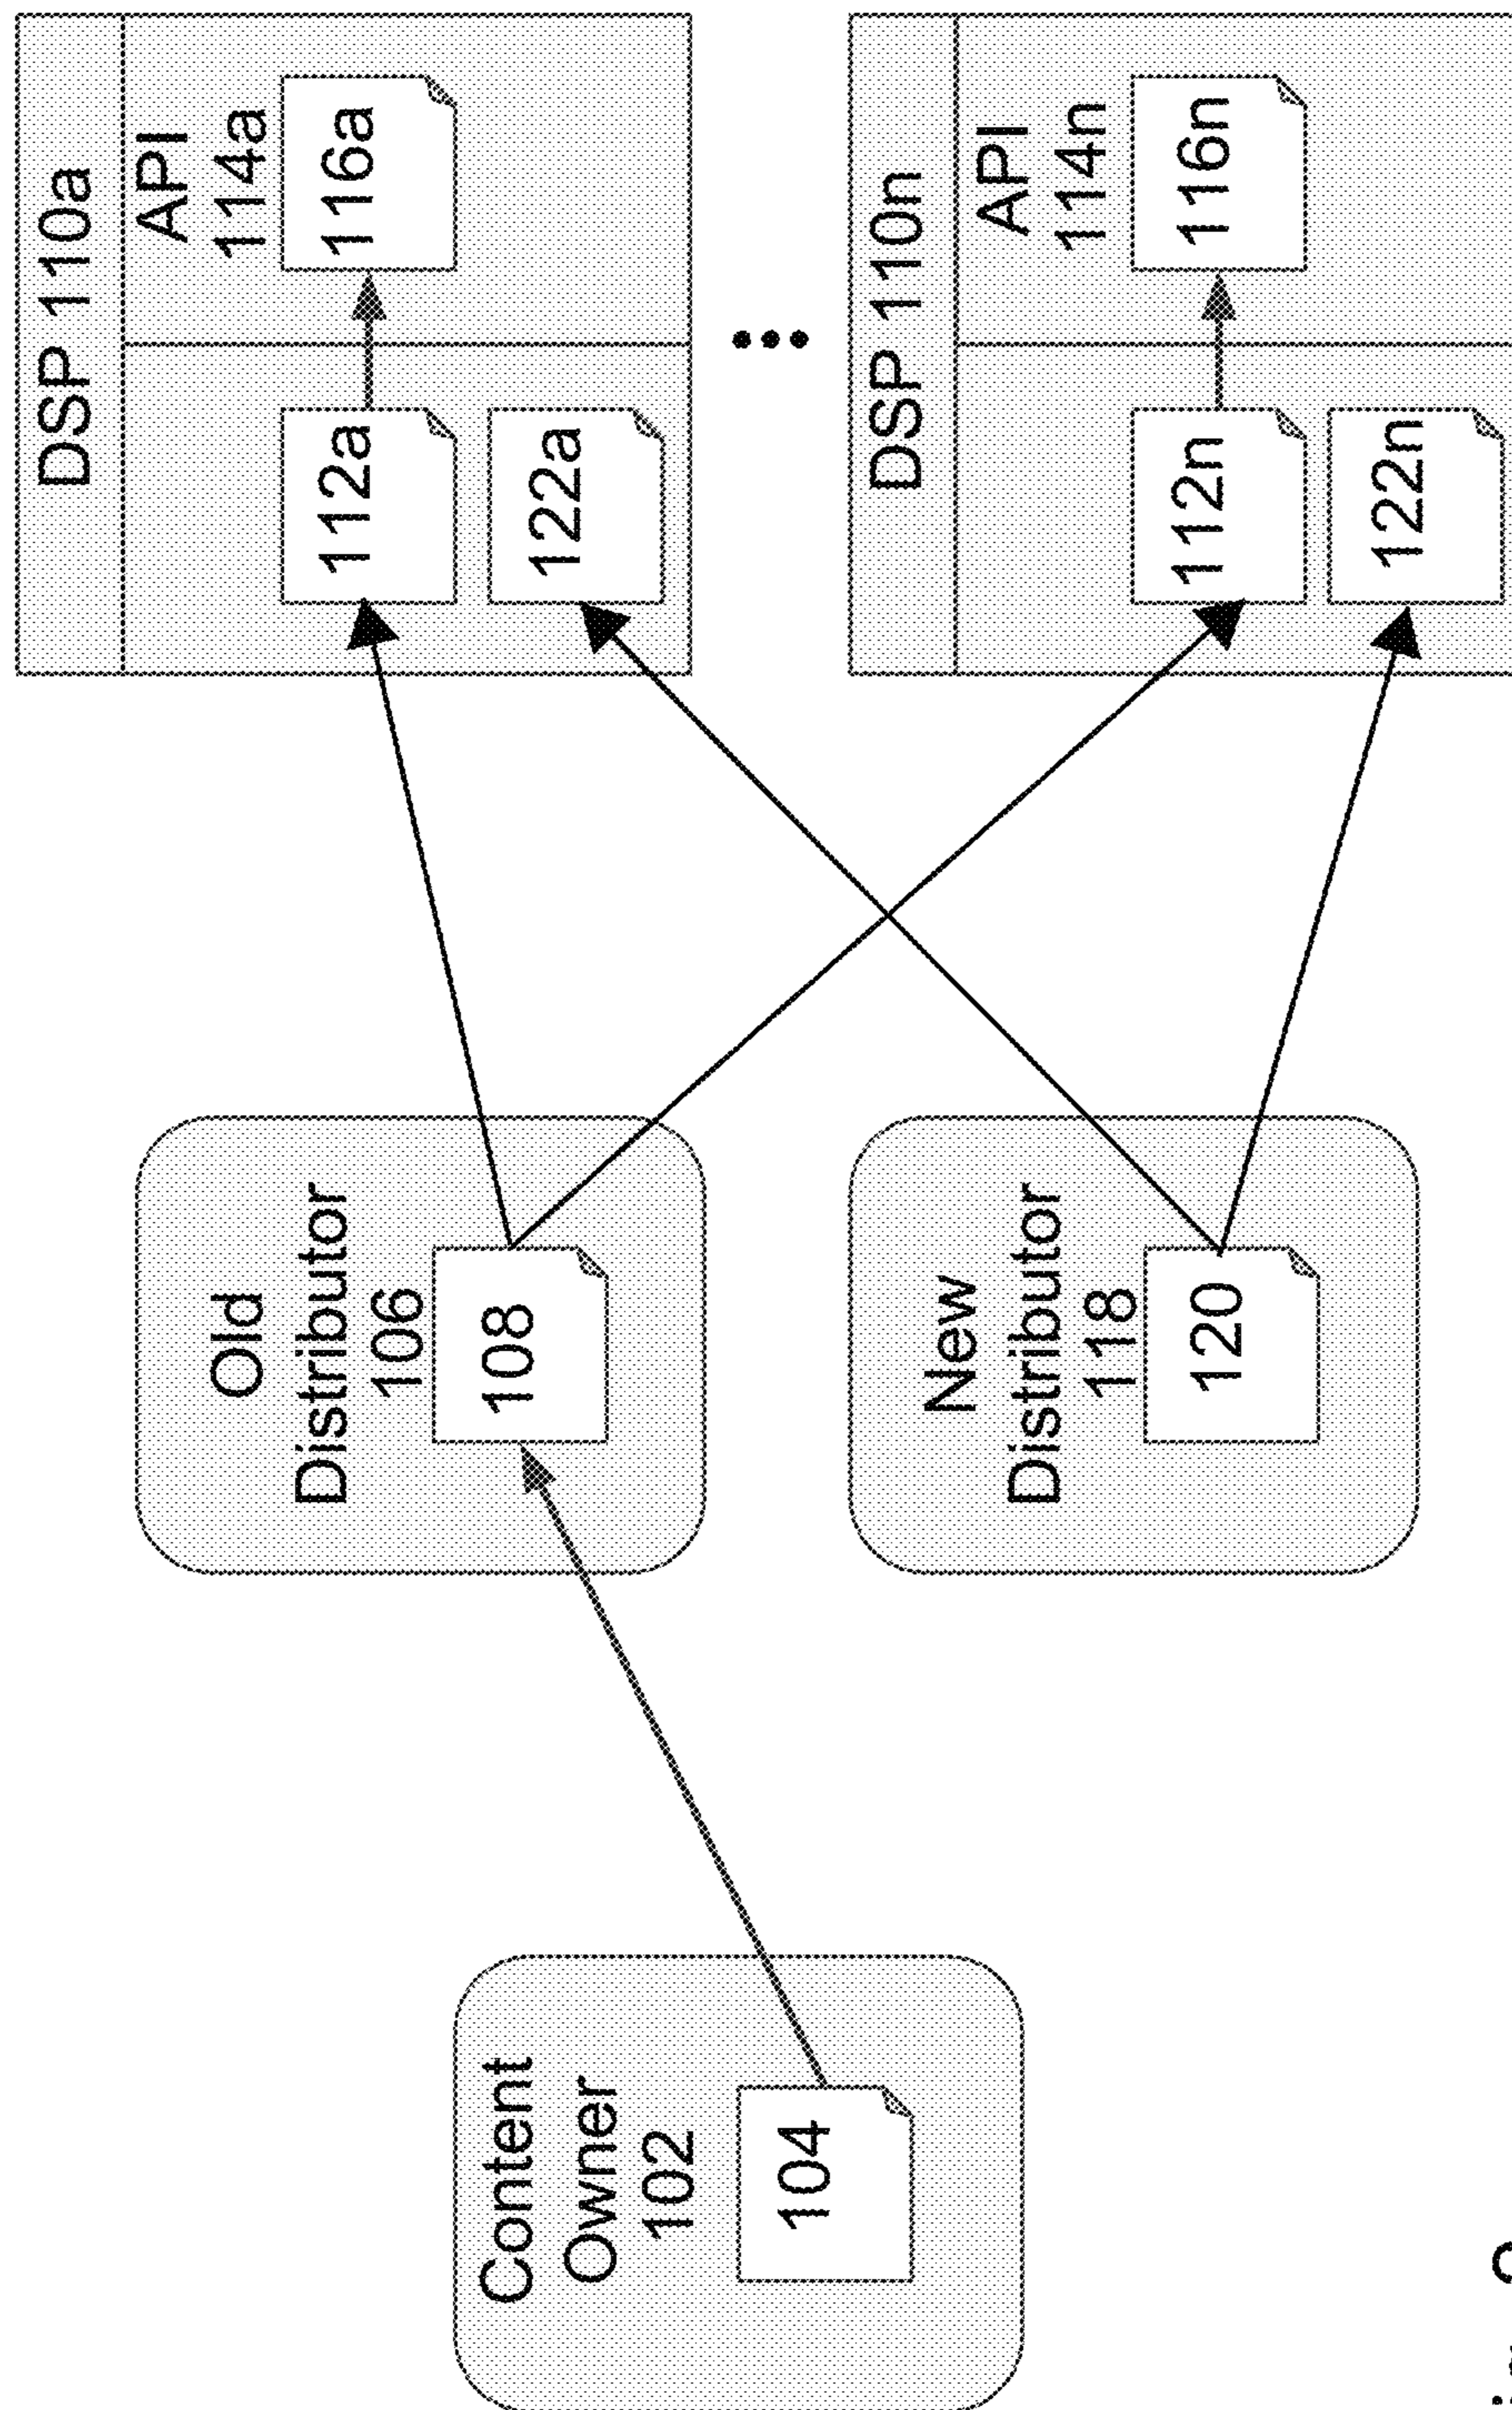 Content
Owner
102
104
Old
Distributor
106
108
New
Distributor
118
120
DSP 110a
API
114a
112a
116a
122a
DSP 110n
API
114n
112n
116n
122n